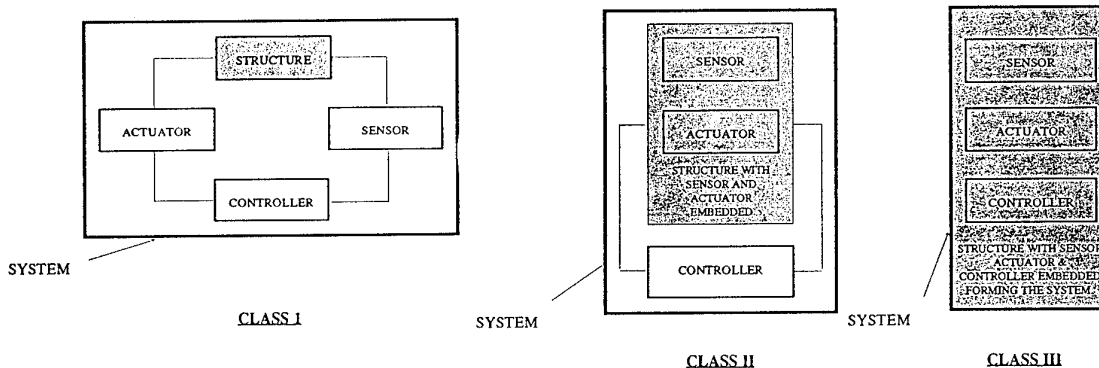 STRUCTURE
ACTUATOR
SENSOR
CONTROLLER
SYSTEM
CLASS I
SENSOR
ACTUATOR
STRUCTURE WITH
SENSOR AND
ACTUATOR
EMBEDDED
CONTROLLER
SYSTEM
CLASS II
SENSOR
ACTUATOR
CONTROLLER
STRUCTURE WITH SENSOR
ACTUATOR &
CONTROLLER EMBEDDED
FORMING THE SYSTEM
SYSTEM
CLASS III